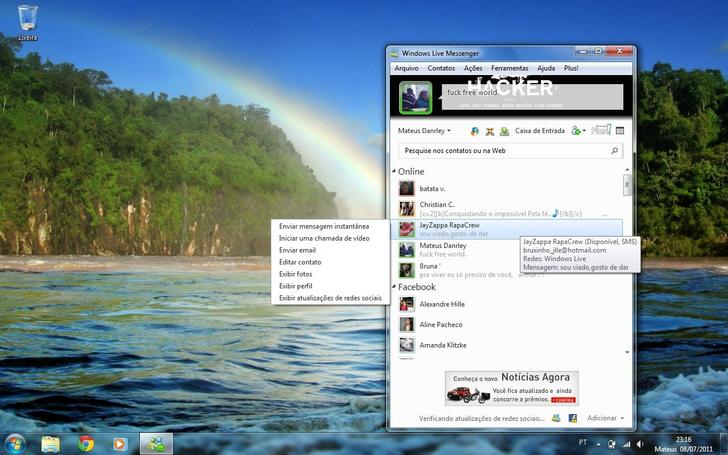 Lixeira
Windows Live Messenger
Arquivo Contatos Ações Ferramentas Ajuda Plus!
HACKER
fuck free world.
Mateus Danrley
Caixa de Entrada
Plus!
Pesquise nos contatos ou na Web
Online
batata v.
Christian C.
[c=2][b]Conquistando o impossível Pela fé..[/b][/c] ...
JayZappa RapaCrew
sou viado,gosto de dar
Mateus Danrley
fuck free world.
Bruna '
pra viver eu só preciso de você,
Facebook
Alexandre Hille
Aline Pacheco
Amanda Klitzke
Enviar mensagem instantânea
Iniciar uma chamada de vídeo
Enviar email
Editar contato
Exibir fotos
Exibir perfil
Exibir atualizações de redes sociais
JayZappa RapaCrew (Disponível, SMS)
bruxinho_jlle@hotmail.com
Redes: Windows Live
Mensagem: sou viado,gosto de dar
Conheça o novo Notícias Agora
Você fica atualizado e ainda
concorre a prêmios. CONFIRA
Verificando atualizações de redes sociais...
Adicionar
PT
23:16
Mateus 08/07/2011